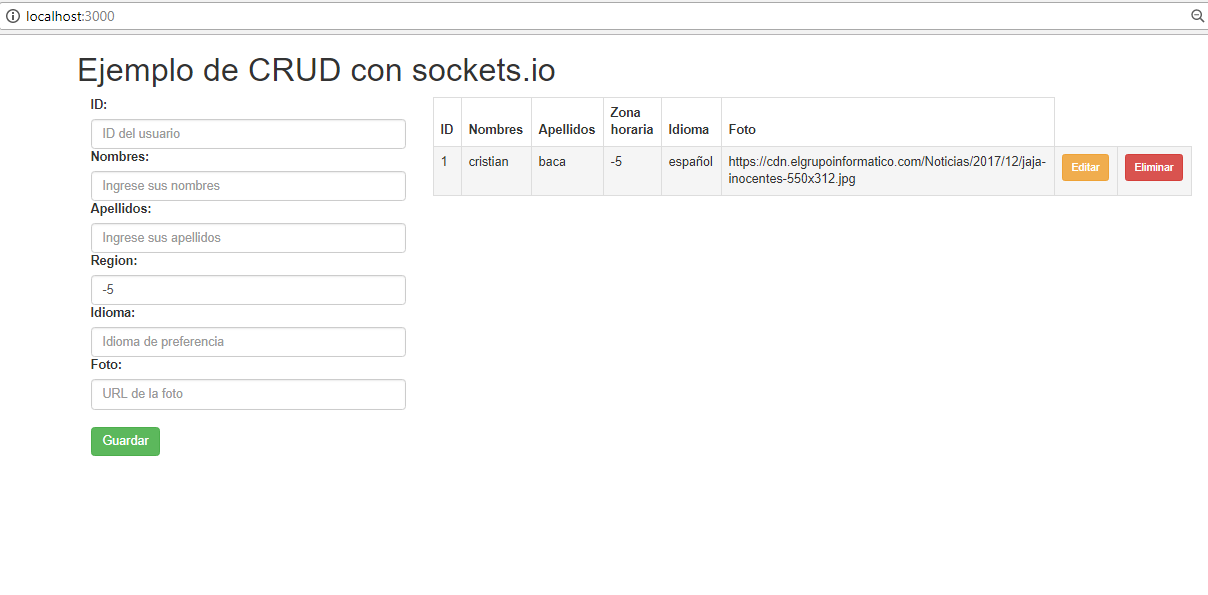 localhost:3000
Ejemplo de CRUD con sockets.io
ID:
ID del usuario
Nombres:
Ingrese sus nombres
Apellidos:
Ingrese sus apellidos
Region:
-5
Idioma:
Idioma de preferencia
Foto:
URL de la foto
Guardar
ID Nombres Apellidos Zona horaria Idioma Foto
1 cristian baca -5 español https://cdn.elgrupoinformatico.com/Noticias/2017/12/jaja-
inocentes-550x312.jpg
Editar Eliminar